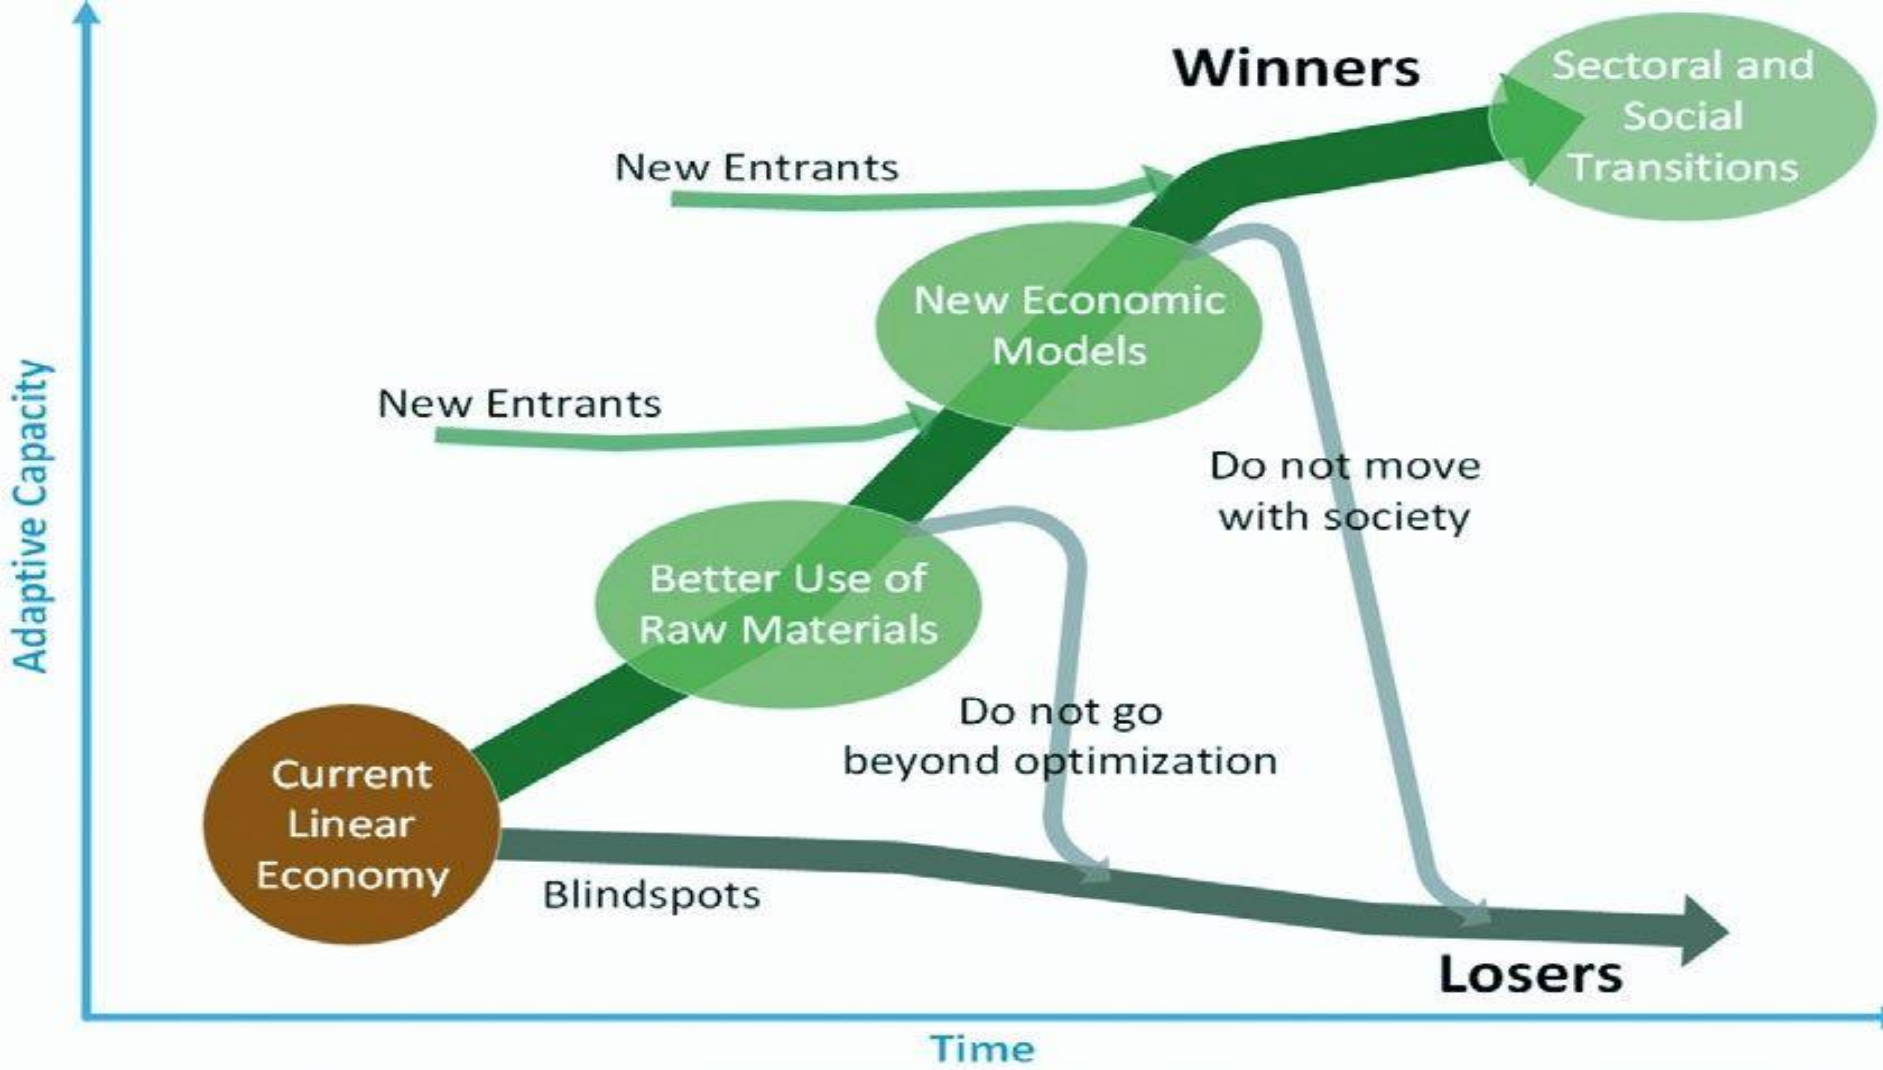 Winners
Sectoral and
Social
Transitions
New Entrants
New Economic
Models
New Entrants
Do not move
with society
Better Use of
Raw Materials
Do not go
beyond optimization
Current
Linear
Economy
Blindspots
Losers
Adaptive Capacity
Time